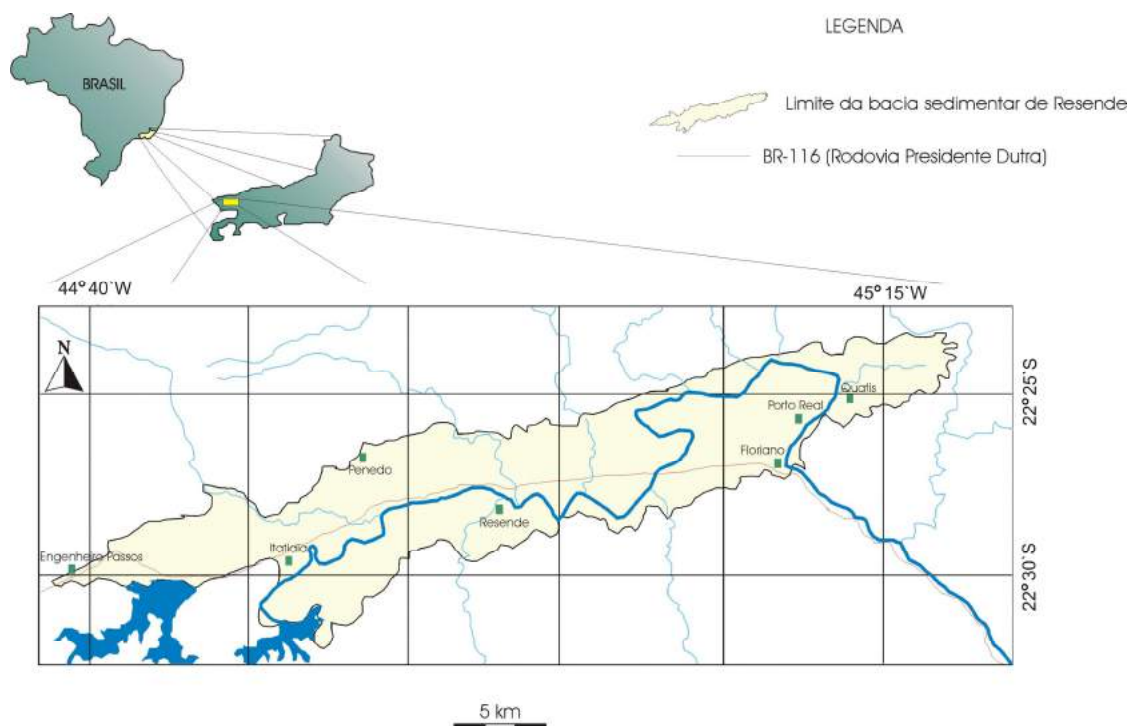 LEGENDA
BRASIL
Limite da bacia sedimentar de Resende
BR-116 (Rodovia Presidente Dutra)
44°40`W
45°15`W
N
22°25`S
Quatis
Porto Real
Penedo
Floriano
Resende
Itatiaia
Engenheiro Passos
22°30`S
5 km